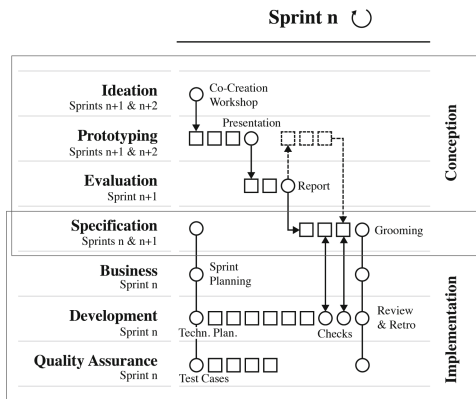 Sprint n
Ideation
Sprints n+1 & n+2
Co-Creation
Workshop
Prototyping
Sprints n+1 & n+2
Presentation
Evaluation
Sprint n+1
Report
Conception
Specification
Sprints n & n+1
Grooming
Business
Sprint n
Sprint
Planning
Development
Sprint n
Techn. Plan.
Checks
Review
& Retro
Quality Assurance
Sprint n
Test Cases
Implementation